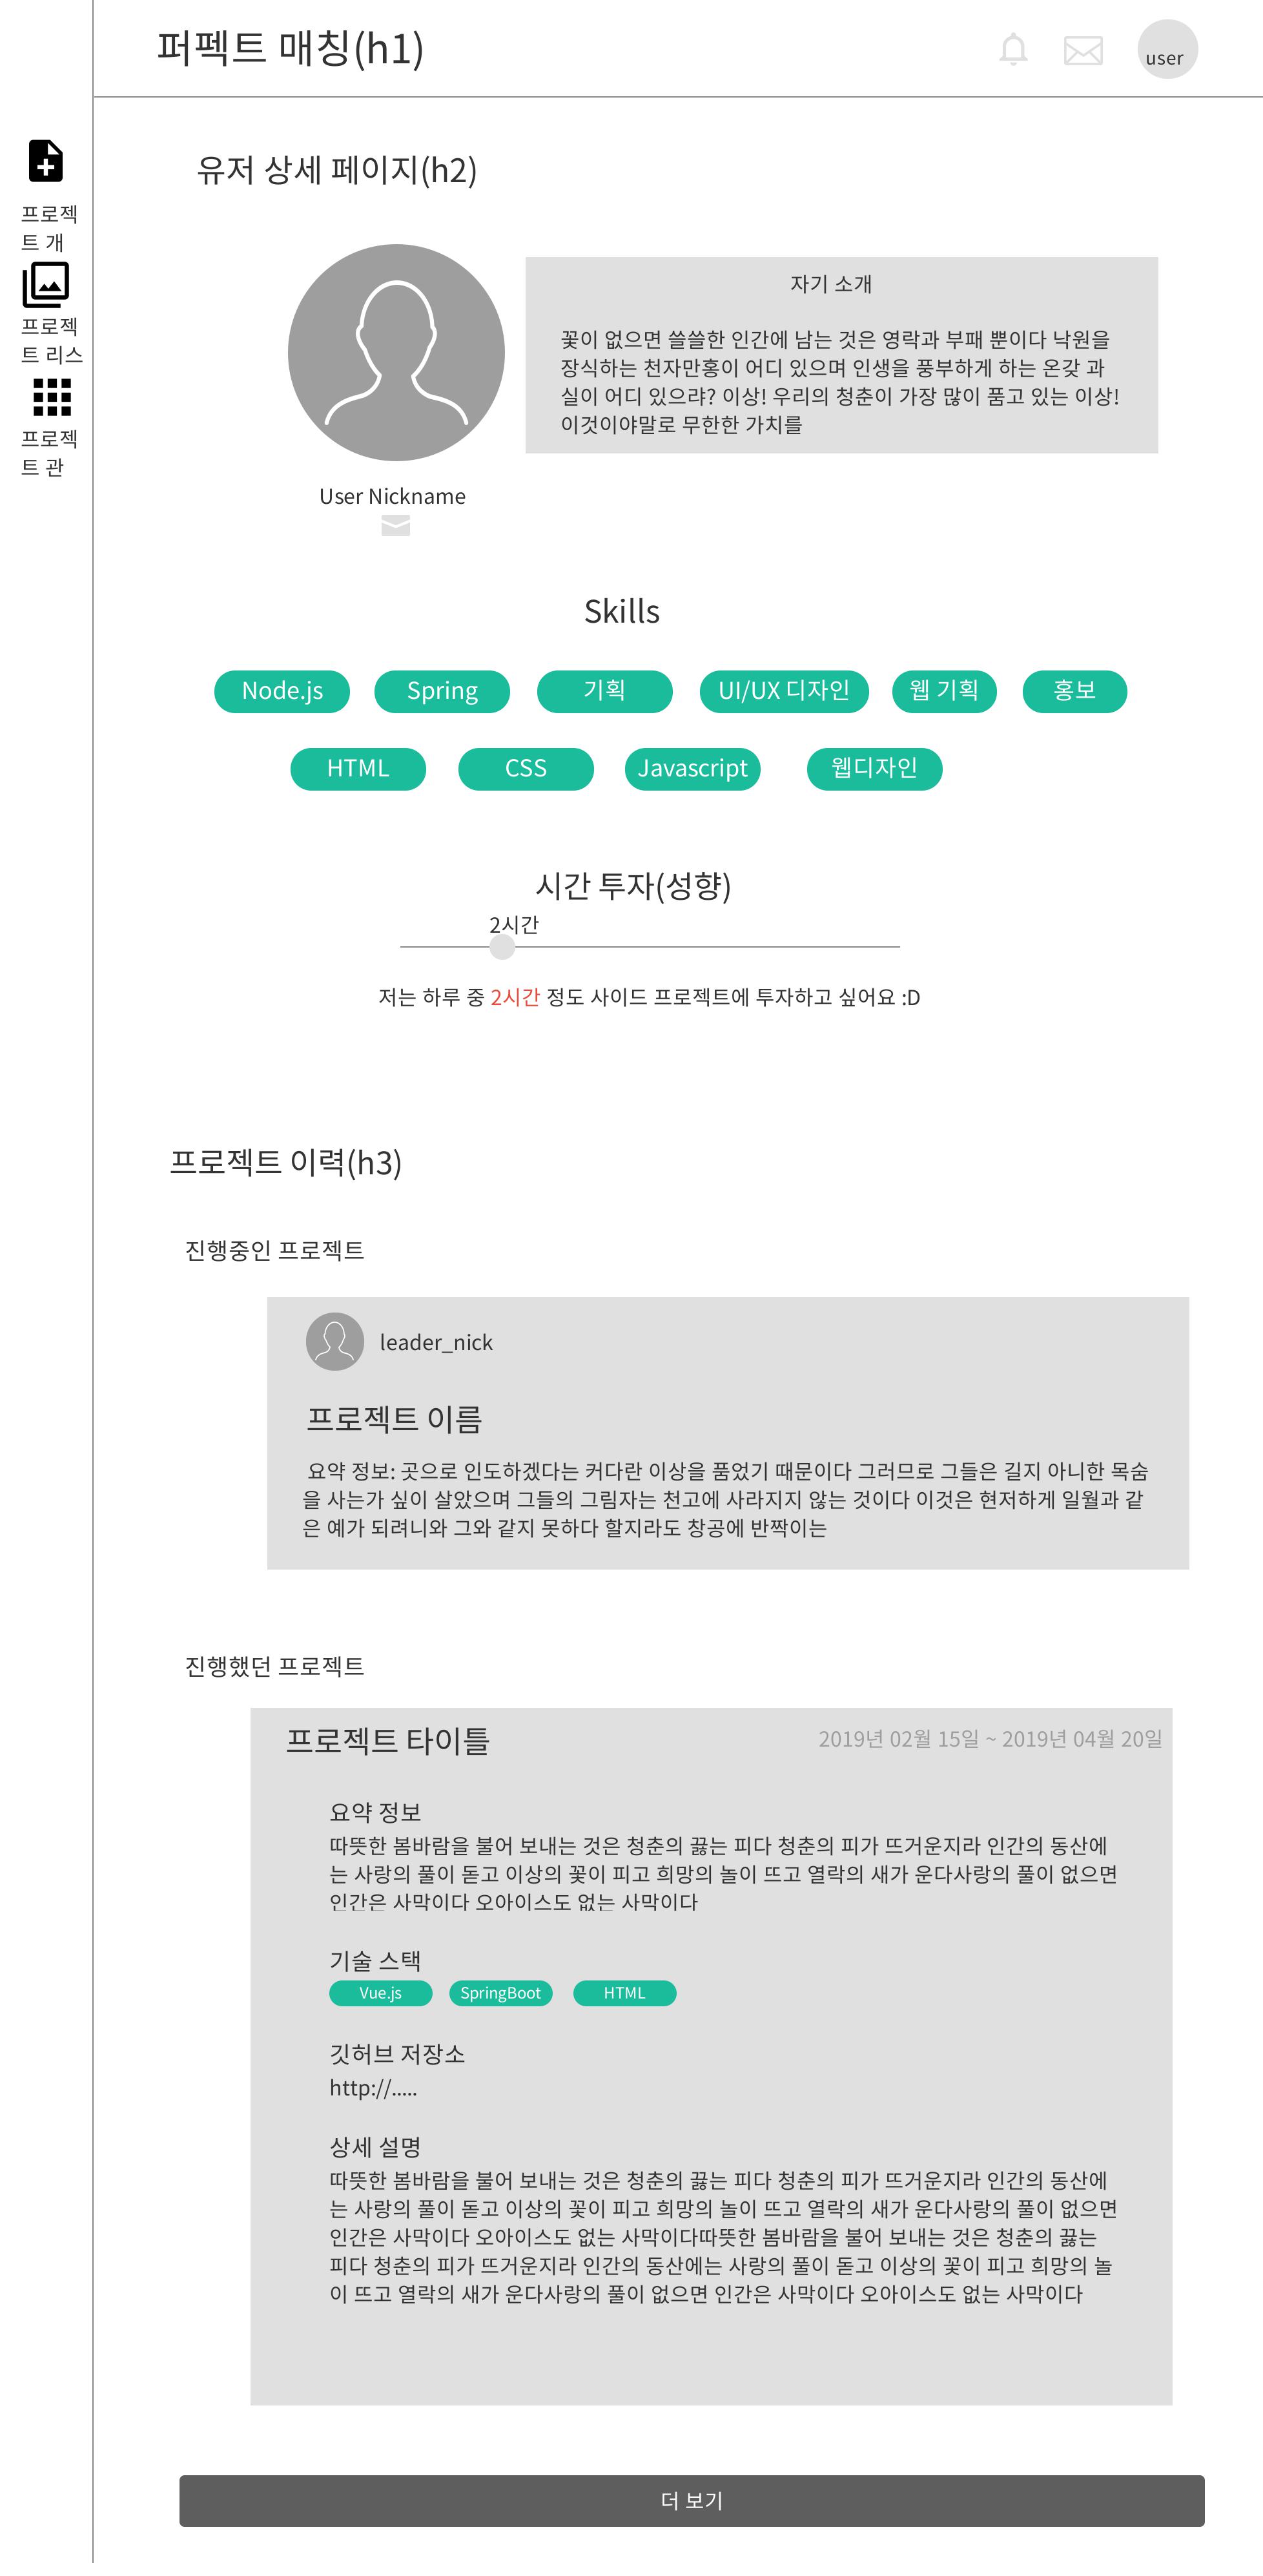 퍼펙트 매칭(h1)
user
프로젝
트 개
프로젝
트 리스
프로젝
트 관
유저 상세 페이지(h2)
자기 소개
꽃이 없으면 쓸쓸한 인간에 남는 것은 영락과 부패 뿐이다 낙원을
장식하는 천자만홍이 어디 있으며 인생을 풍부하게 하는 온갖 과
실이 어디 있으랴? 이상! 우리의 청춘이 가장 많이 품고 있는 이상!
이것이야말로 무한한 가치를
User Nickname
Skills
Node.js Spring 기획 UI/UX 디자인 웹 기획 홍보
HTML CSS Javascript 웹디자인
시간 투자(성향)
2시간
저는 하루 중 2시간 정도 사이드 프로젝트에 투자하고 싶어요 :D
프로젝트 이력(h3)
진행중인 프로젝트
leader_nick
프로젝트 이름
요약 정보: 곳으로 인도하겠다는 커다란 이상을 품었기 때문이다 그러므로 그들은 길지 아니한 목숨
을 사는가 싶이 살았으며 그들의 그림자는 천고에 사라지지 않는 것이다 이것은 현저하게 일월과 같
은 예가 되려니와 그와 같지 못하다 할지라도 창공에 반짝이는
진행했던 프로젝트
프로젝트 타이틀 2019년 02월 15일 ~ 2019년 04월 20일
요약 정보
따뜻한 봄바람을 불어 보내는 것은 청춘의 끓는 피다 청춘의 피가 뜨거운지라 인간의 동산에
는 사랑의 풀이 돋고 이상의 꽃이 피고 희망의 놀이 뜨고 열락의 새가 운다사랑의 풀이 없으면
인간은 사막이다 오아이스도 없는 사막이다
기술 스택
Vue.js SpringBoot HTML
깃허브 저장소
http://.....
상세 설명
따뜻한 봄바람을 불어 보내는 것은 청춘의 끓는 피다 청춘의 피가 뜨거운지라 인간의 동산에
는 사랑의 풀이 돋고 이상의 꽃이 피고 희망의 놀이 뜨고 열락의 새가 운다사랑의 풀이 없으면
인간은 사막이다 오아이스도 없는 사막이다따뜻한 봄바람을 불어 보내는 것은 청춘의 끓는
피다 청춘의 피가 뜨거운지라 인간의 동산에는 사랑의 풀이 돋고 이상의 꽃이 피고 희망의 놀
이 뜨고 열락의 새가 운다사랑의 풀이 없으면 인간은 사막이다 오아이스도 없는 사막이다
더 보기